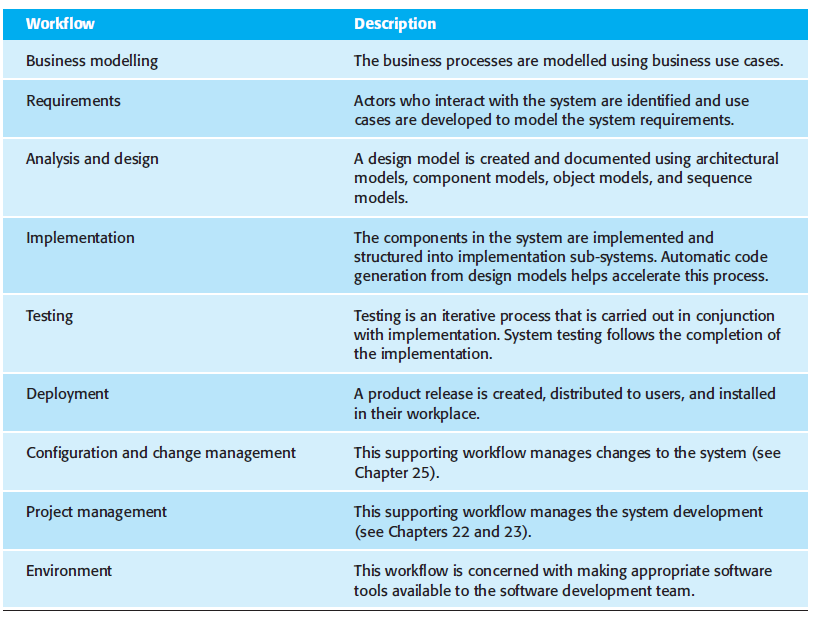 Workflow Description
Business modelling The business processes are modelled using business use cases.
Requirements Actors who interact with the system are identified and use
cases are developed to model the system requirements.
Analysis and design A design model is created and documented using architectural
models, component models, object models, and sequence
models.
Implementation The components in the system are implemented and
structured into implementation sub-systems. Automatic code
generation from design models helps accelerate this process.
Testing Testing is an iterative process that is carried out in conjunction
with implementation. System testing follows the completion of
the implementation.
Deployment A product release is created, distributed to users, and installed
in their workplace.
Configuration and change management This supporting workflow manages changes to the system (see
Chapter 25).
Project management This supporting workflow manages the system development
(see Chapters 22 and 23).
Environment This workflow is concerned with making appropriate software
tools available to the software development team.